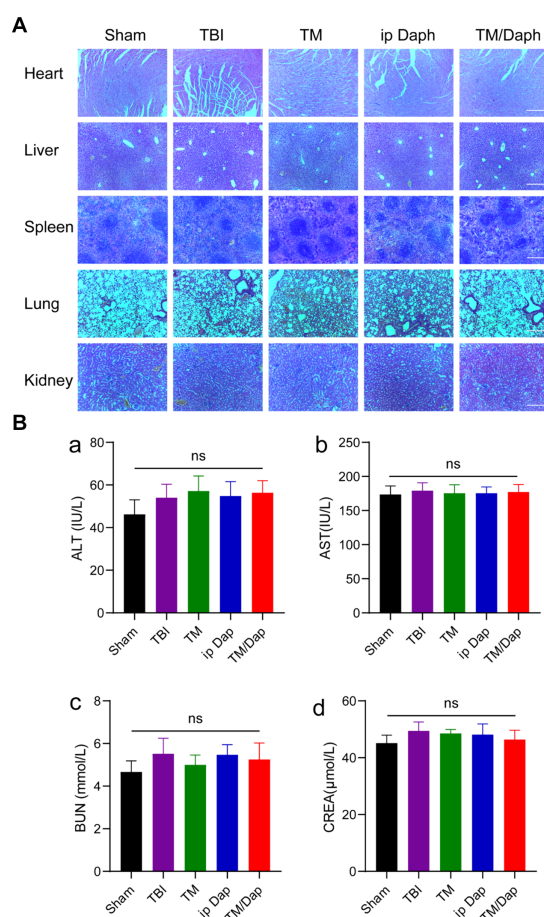 A
Sham TBI TM ip Daph TM/Daph
Heart
Liver
Spleen
Lung
Kidney
B
a
80
60
40
20
0
ALT (IU/L)
ns
Sham TBI TM ip Dap TM/Dap
b
250
200
150
100
50
0
AST(IU/L)
ns
Sham TBI TM ip Dap TM/Dap
c
8
6
4
2
0
BUN (mmol/L)
ns
Sham TBI TM ip Dap TM/Dap
d
60
40
20
0
CREA(μmol/L)
ns
Sham TBI TM ip Dap TM/Dap